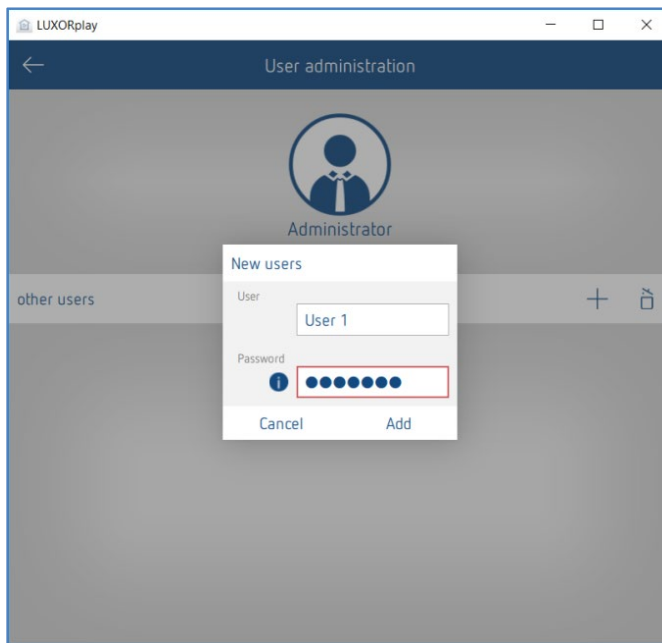 LUXORplay
User administration
Administrator
New users
other users
User
User 1
Password
i ●●●●●●●
Cancel Add